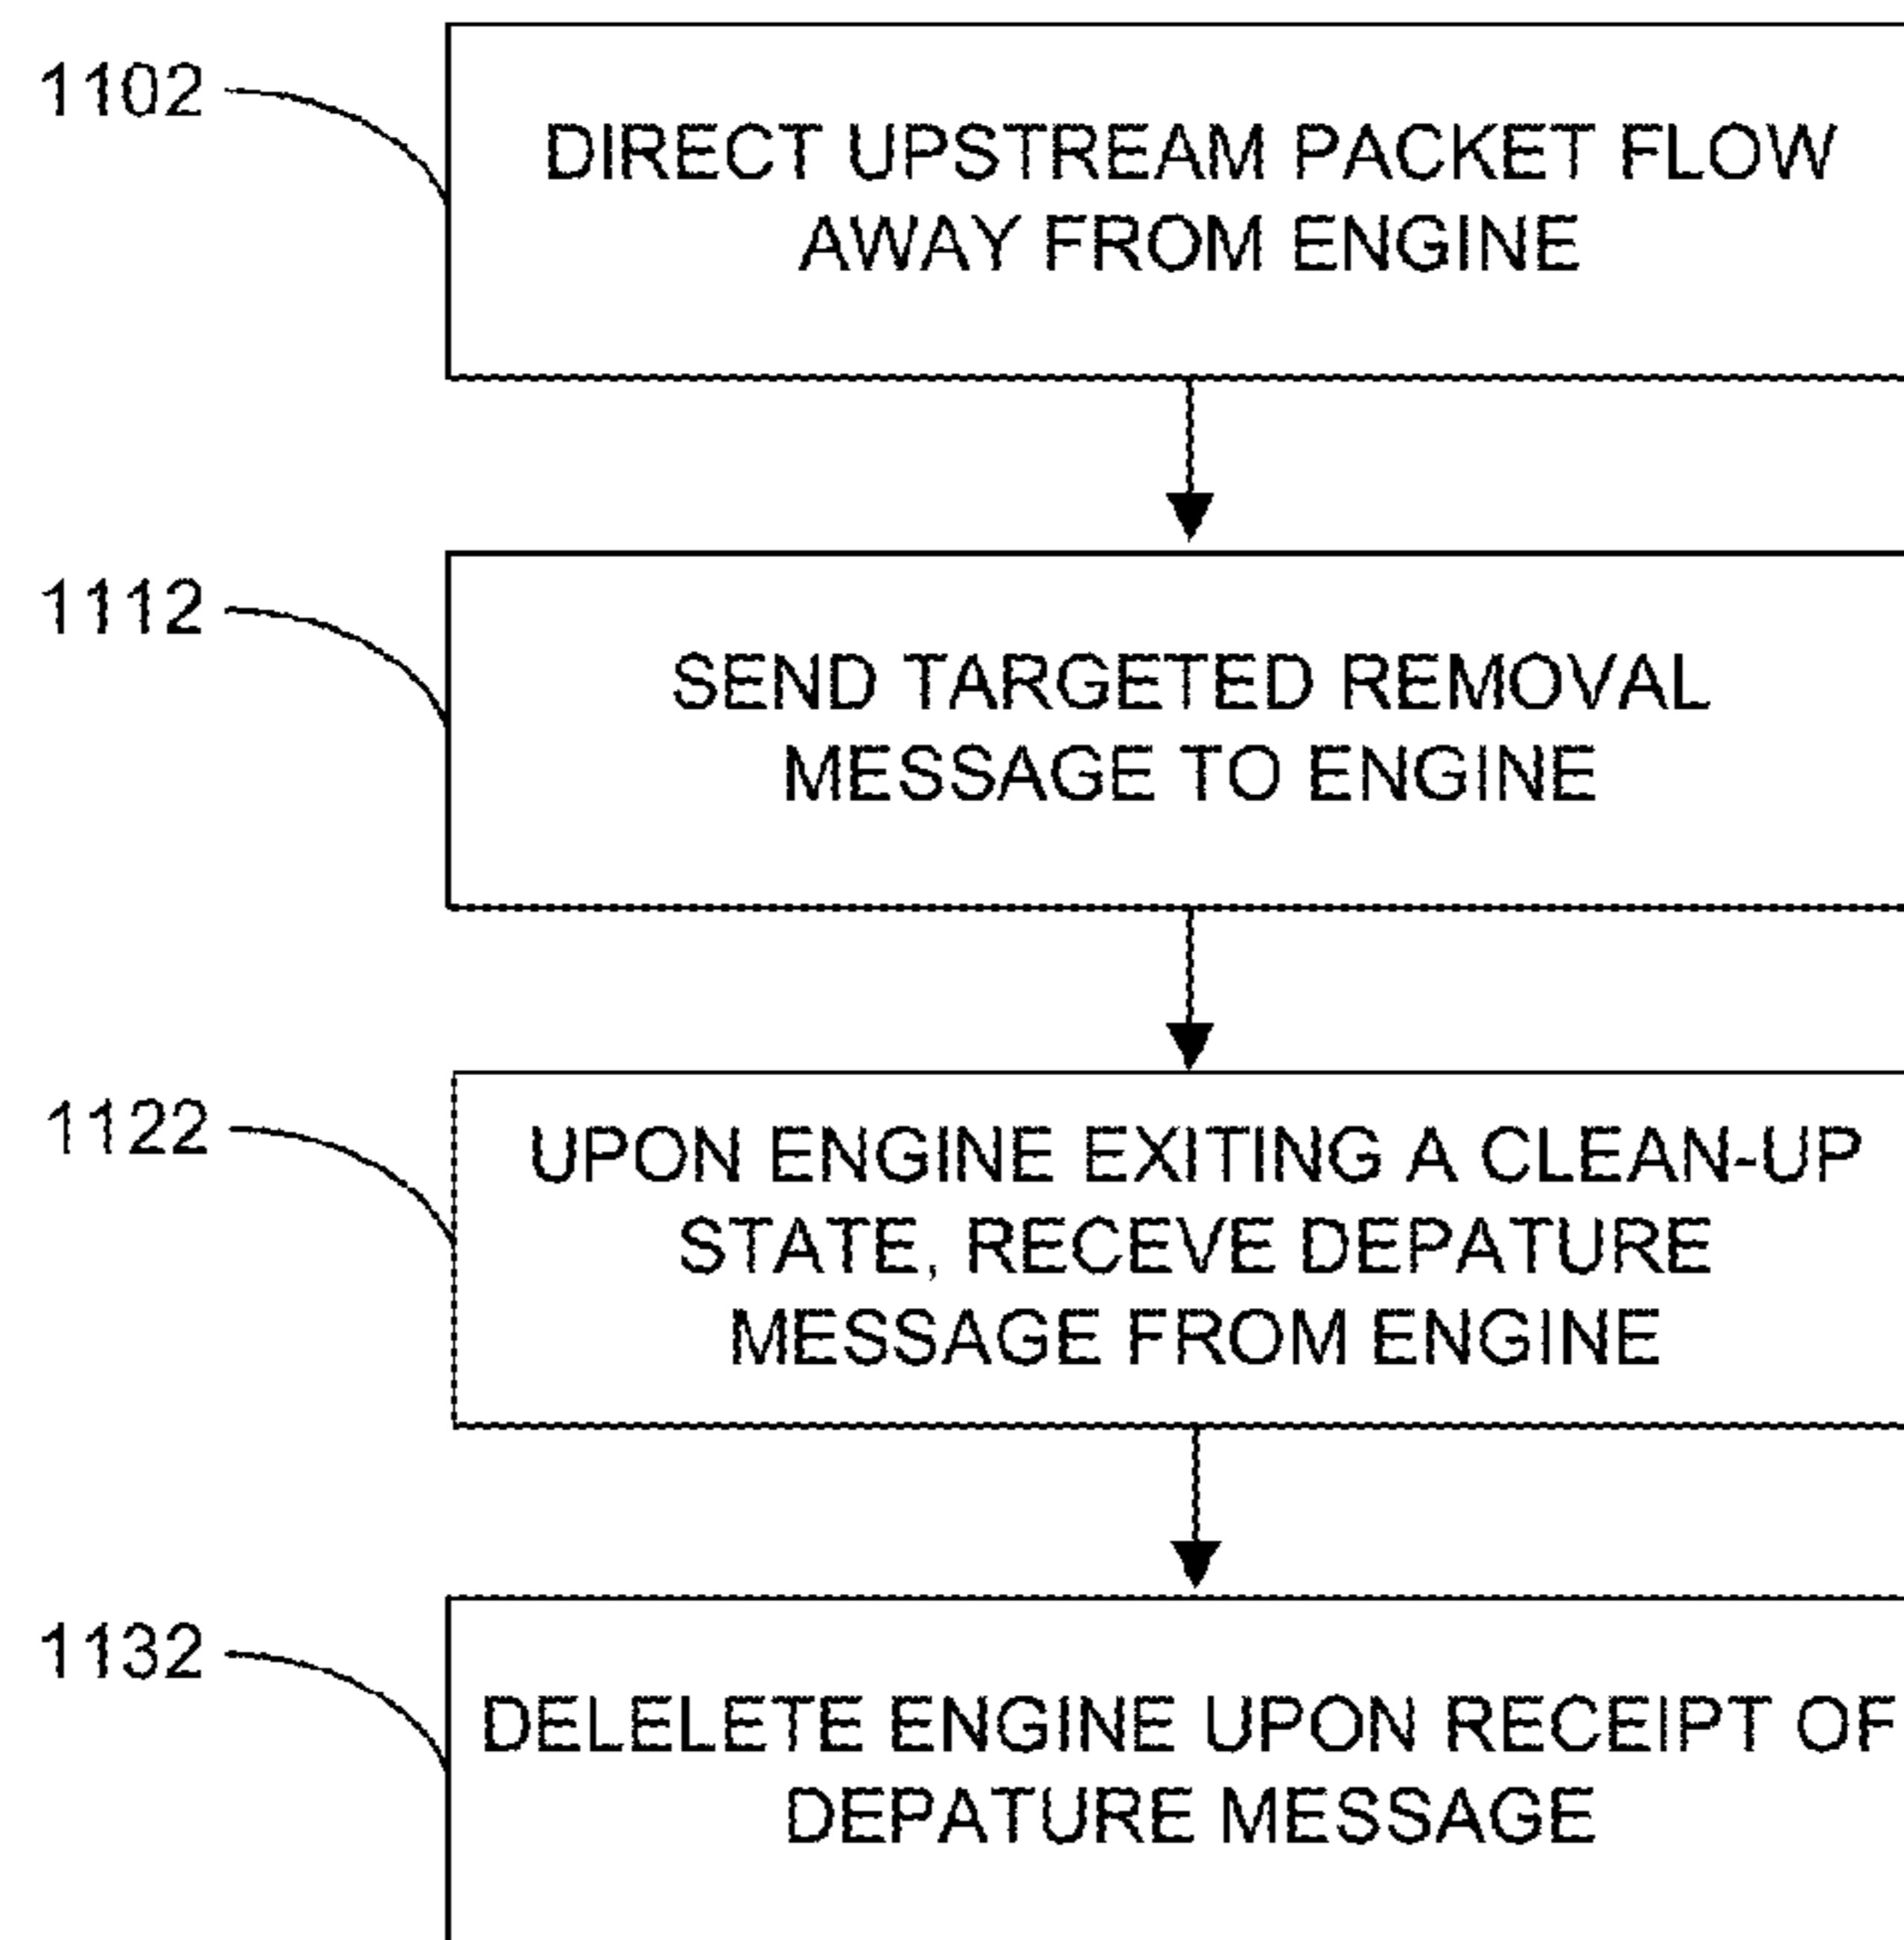 1102
DIRECT UPSTREAM PACKET FLOW
AWAY FROM ENGINE
1112
SEND TARGETED REMOVAL
MESSAGE TO ENGINE
1122
UPON ENGINE EXITING A CLEAN-UP
STATE, RECEVE DEPATURE
MESSAGE FROM ENGINE
1132
DELELETE ENGINE UPON RECEIPT OF
DEPATURE MESSAGE